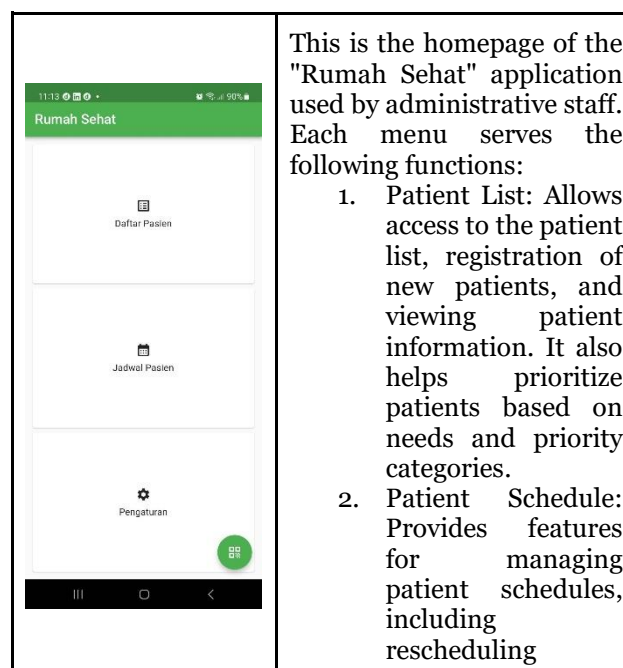 11:13
90%
Rumah Sehat
Daftar Pasien
Jadwal Pasien
Pengaturan
This is the homepage of the
"Rumah Sehat" application
used by administrative staff.
Each menu serves the
following functions:
1. Patient List: Allows
access to the patient
list, registration of
new patients, and
viewing patient
information. It also
helps prioritize
patients based on
needs and priority
categories.
2. Patient Schedule:
Provides features
for managing
patient schedules,
including
rescheduling